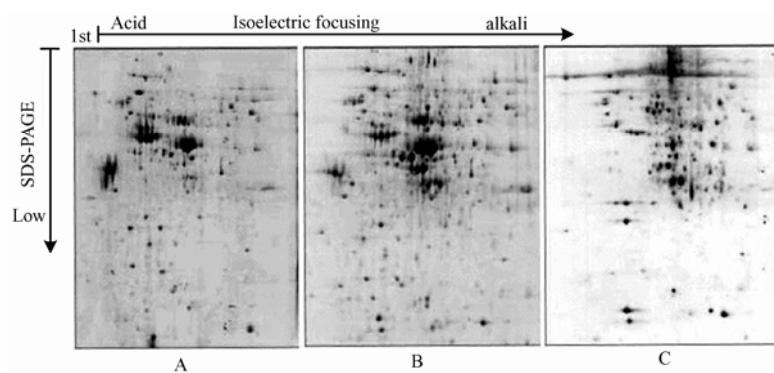 Acid Isoelectric focusing alkali
1st
SDS-PAGE
Low
A B C